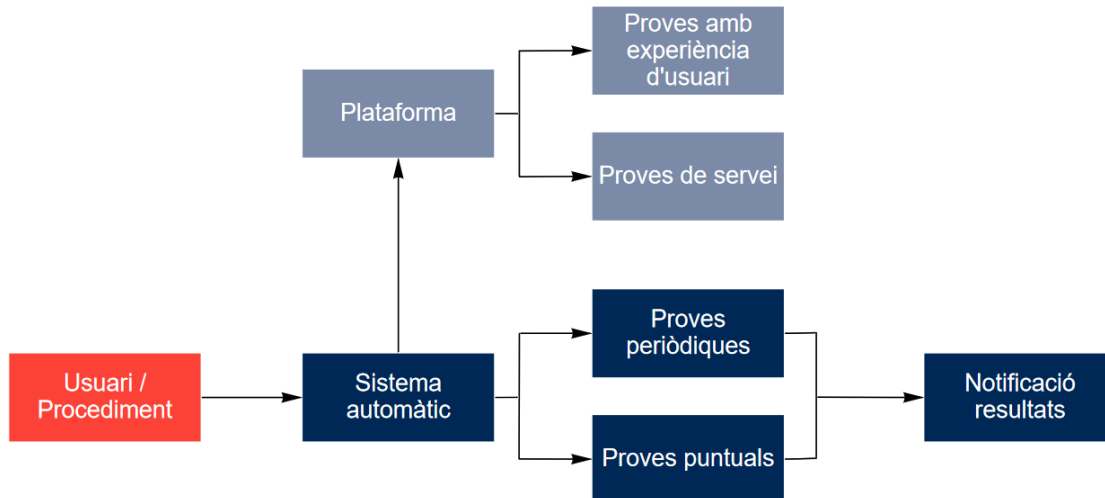 Proves amb
experiència
d'usuari
Plataforma
Proves de servei
Proves
periòdiques
Usuari /
Procediment
Sistema
automàtic
Notificació
resultats
Proves puntuals